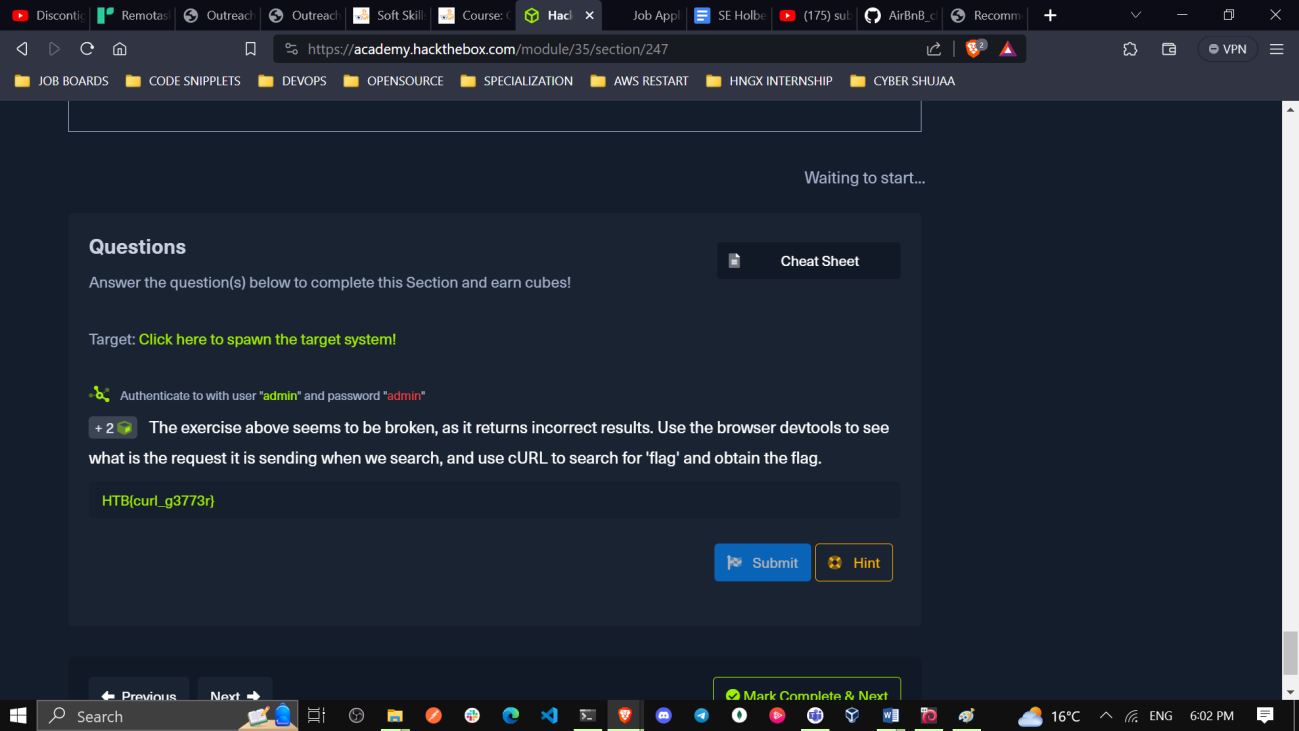 Discontig
Remotas
Outreach
Outreach
Soft Skill
Course: C
Hac
Job Appl
SE Holbe
(175) sub
AirBnB_cl
Recomm
https://academy.hackthebox.com/module/35/section/247
2
VPN
JOB BOARDS
CODE SNIPPLETS
DEVOPS
OPENSOURCE
SPECIALIZATION
AWS RESTART
HNGX INTERNSHIP
CYBER SHUJAA
Waiting to start...
Questions
Cheat Sheet
Answer the question(s) below to complete this Section and earn cubes!
Target: Click here to spawn the target system!
Authenticate to with user "admin" and password "admin"
+ 2 The exercise above seems to be broken, as it returns incorrect results. Use the browser devtools to see
what is the request it is sending when we search, and use cURL to search for 'flag' and obtain the flag.
HTB{curl_g3773r}
Submit
Hint
Previous
Next
Mark Complete & Next
Search
16°C
ENG
6:02 PM